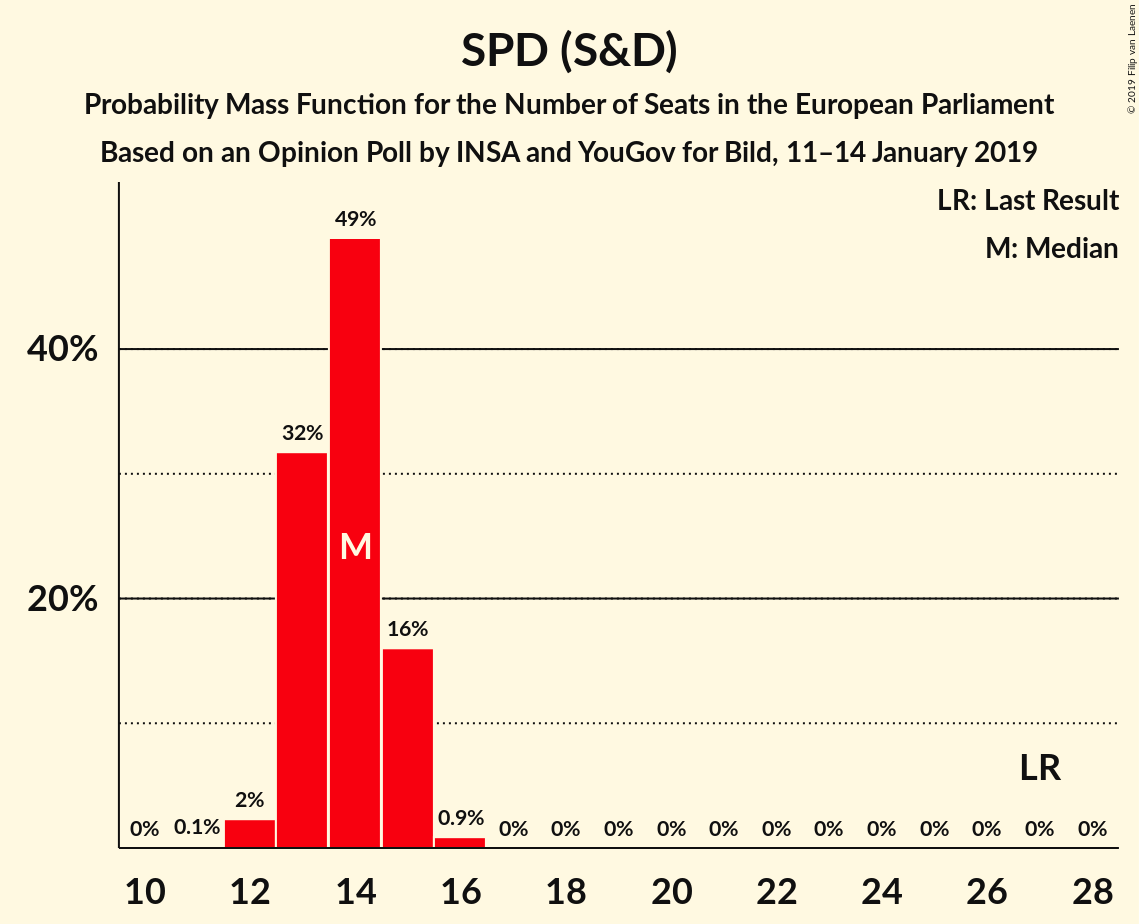 SPD (S&D)
Probability Mass Function for the Number of Seats in the European Parliament
Based on an Opinion Poll by INSA and YouGov for Bild, 11–14 January 2019
© 2019 Filip van Laenen
LR: Last Result
M: Median
49%
40%
32%
M
20%
16%
LR
0% 0.1% 2% 0.9% 0% 0% 0% 0% 0% 0% 0% 0% 0% 0% 0% 0%
10 12 14 16 18 20 22 24 26 28